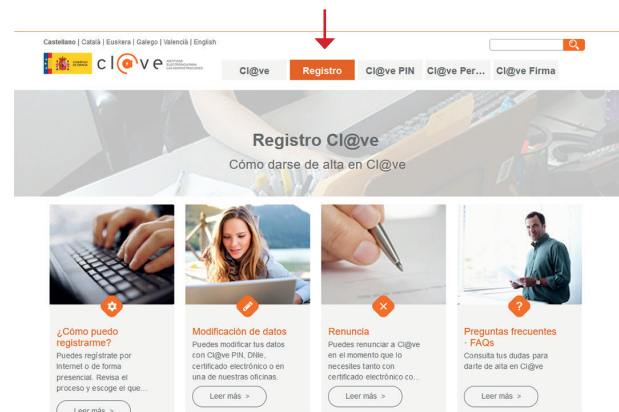 Castellano | Català | Euskera | Galego | Valencià | English
cl@ve
Cl@ve Registro Cl@ve PIN Cl@ve Per... Cl@ve Firma
Registro Cl@ve
Cómo darse de alta en Cl@ve
¿Cómo puedo
registrarme?
Puedes regístrate por
Internet o de forma
presencial. Revisa el
proceso y escoge el que...
Leer más >
Modificación de datos
Puedes modificar tus datos
con Cl@ve PIN, DNIe,
certificado electrónico o en
una de nuestras oficinas.
Leer más >
Renuncia
Puedes renunciar a Cl@ve
en el momento que lo
necesites tanto con
certificado electrónico co...
Leer más >
?
Preguntas frecuentes
· FAQs
Consulta tus dudas para
darte de alta en Cl@ve
Leer más >